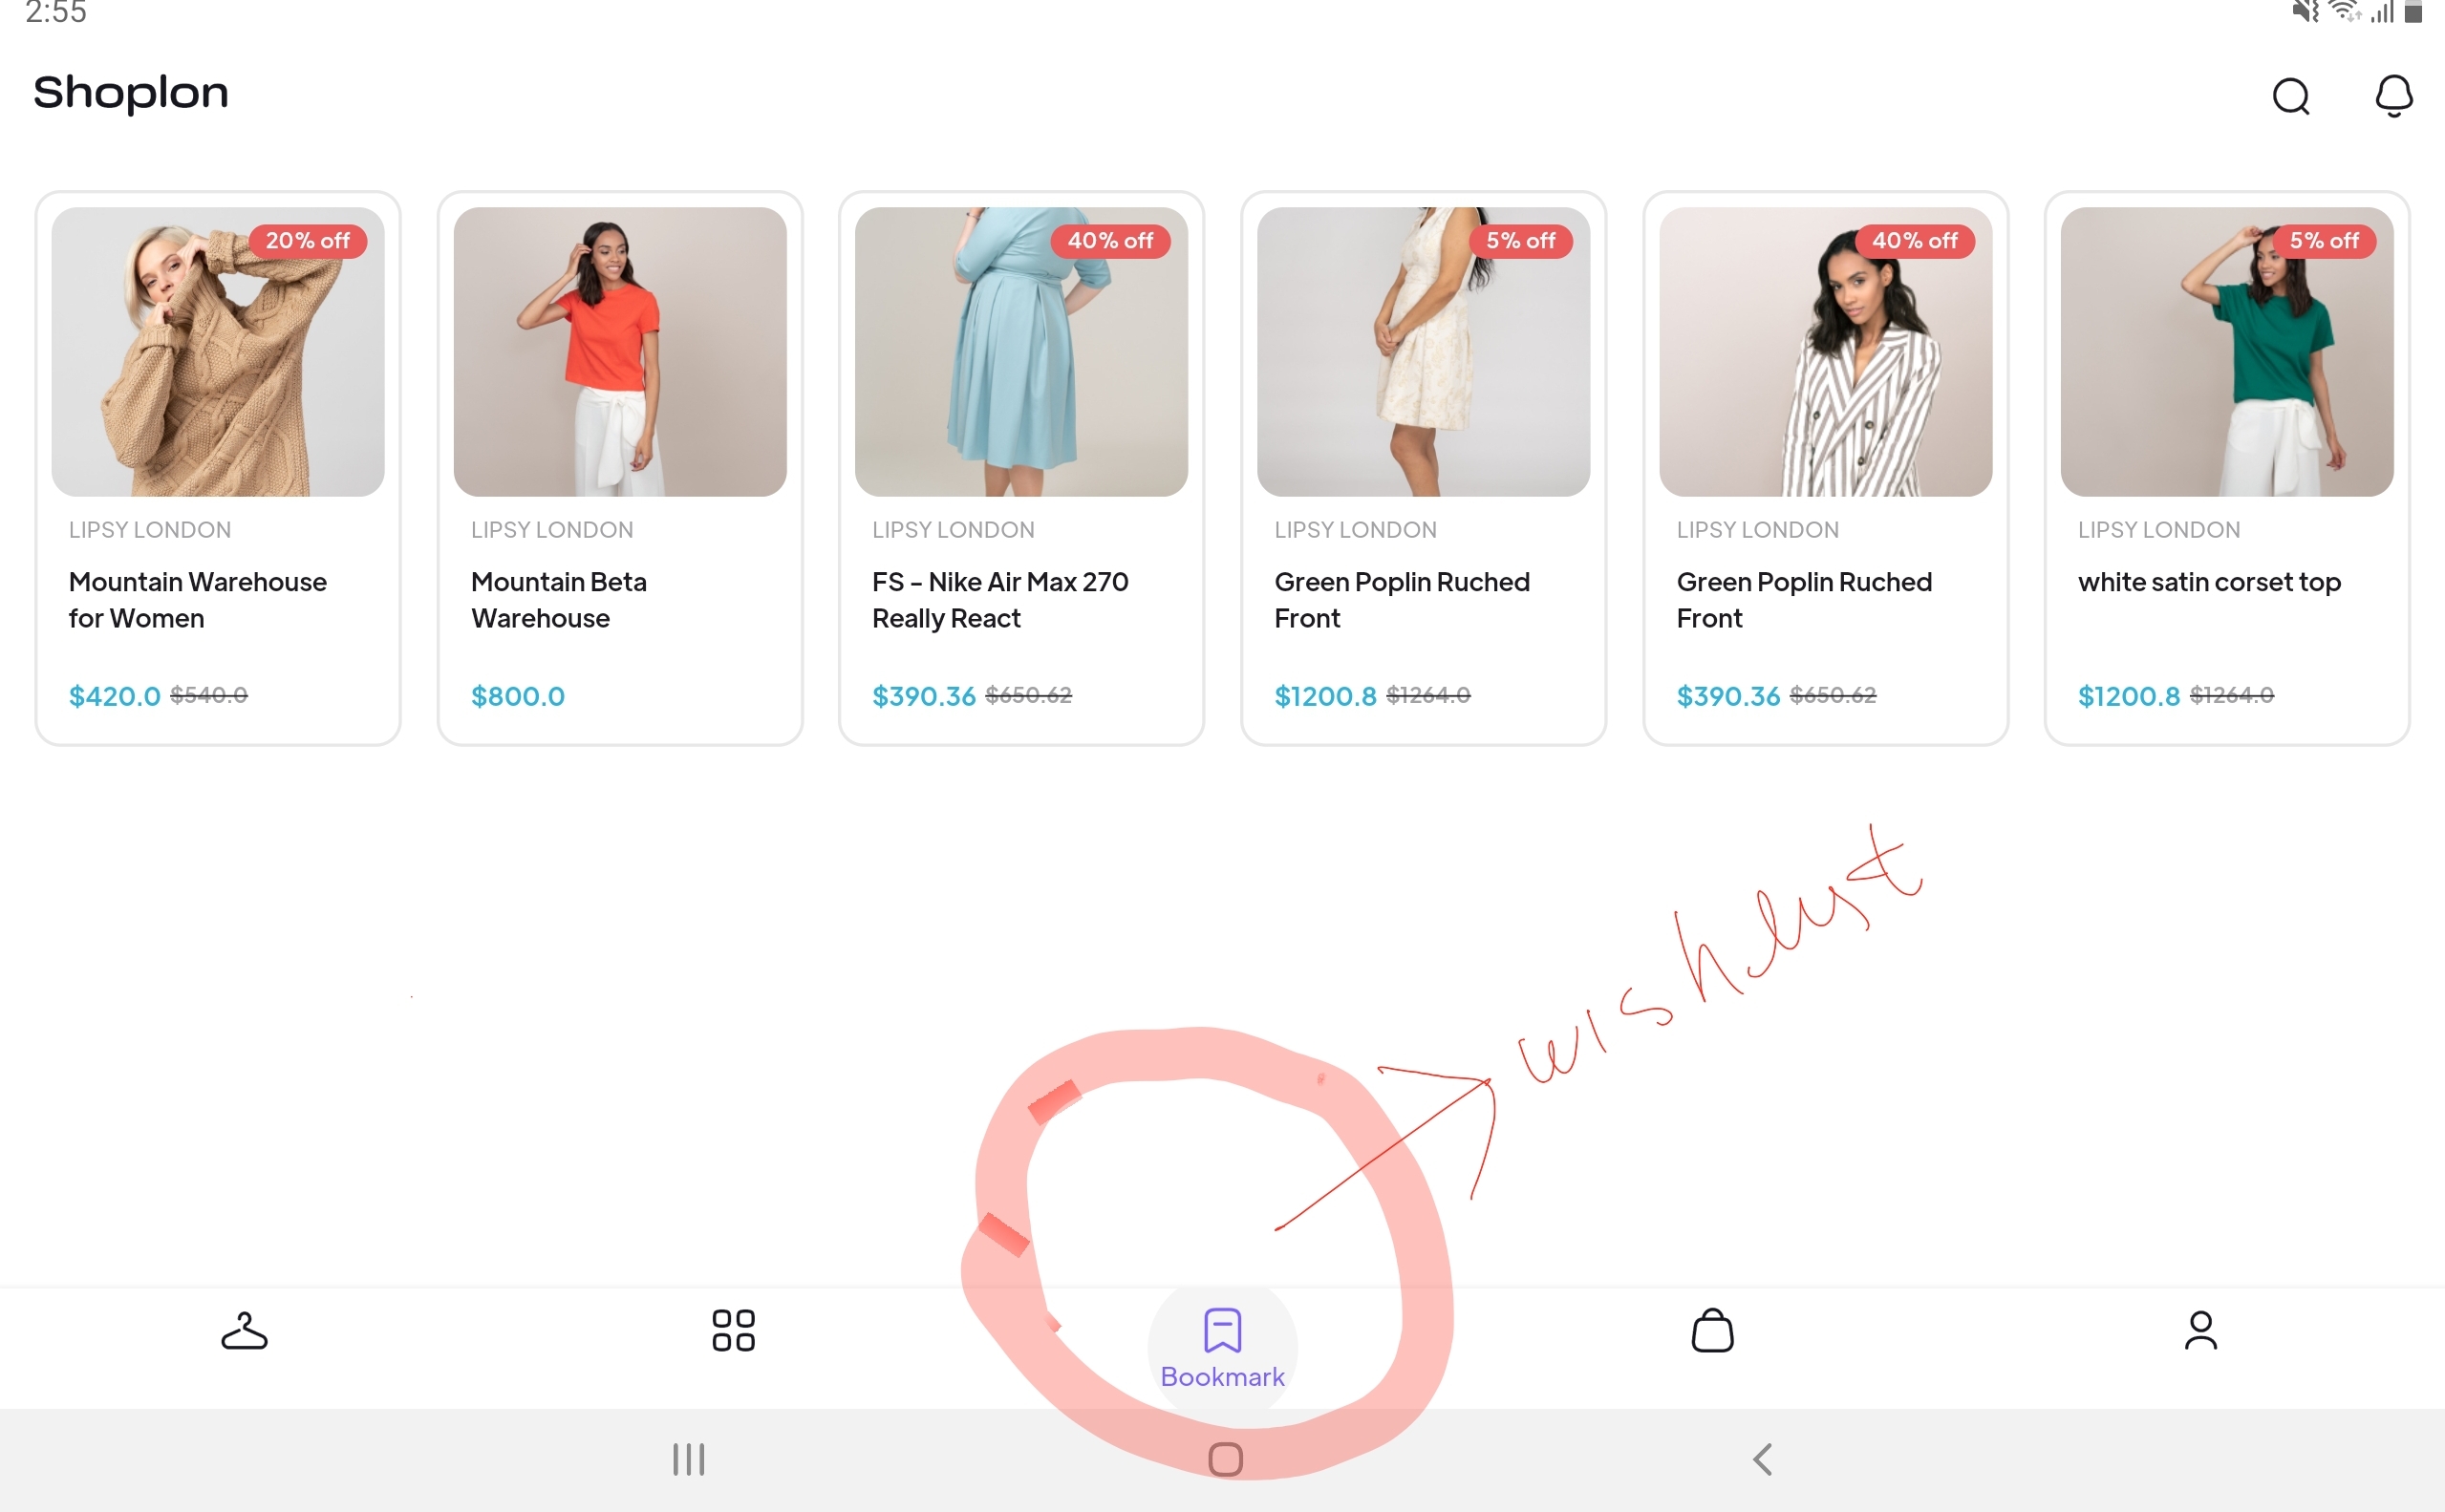 2:55
Shoplon
20% off
40% off
5% off
40% off
5% off
LIPSY LONDON
LIPSY LONDON
LIPSY LONDON
LIPSY LONDON
LIPSY LONDON
LIPSY LONDON
Mountain Warehouse
for Women
Mountain Beta
Warehouse
FS - Nike Air Max 270
Really React
Green Poplin Ruched
Front
Green Poplin Ruched
Front
white satin corset top
$420.0 $540.0
$800.0
$390.36 $650.62
$1200.8 $1264.0
$390.36 $650.62
$1200.8 $1264.0
wishlist
Bookmark